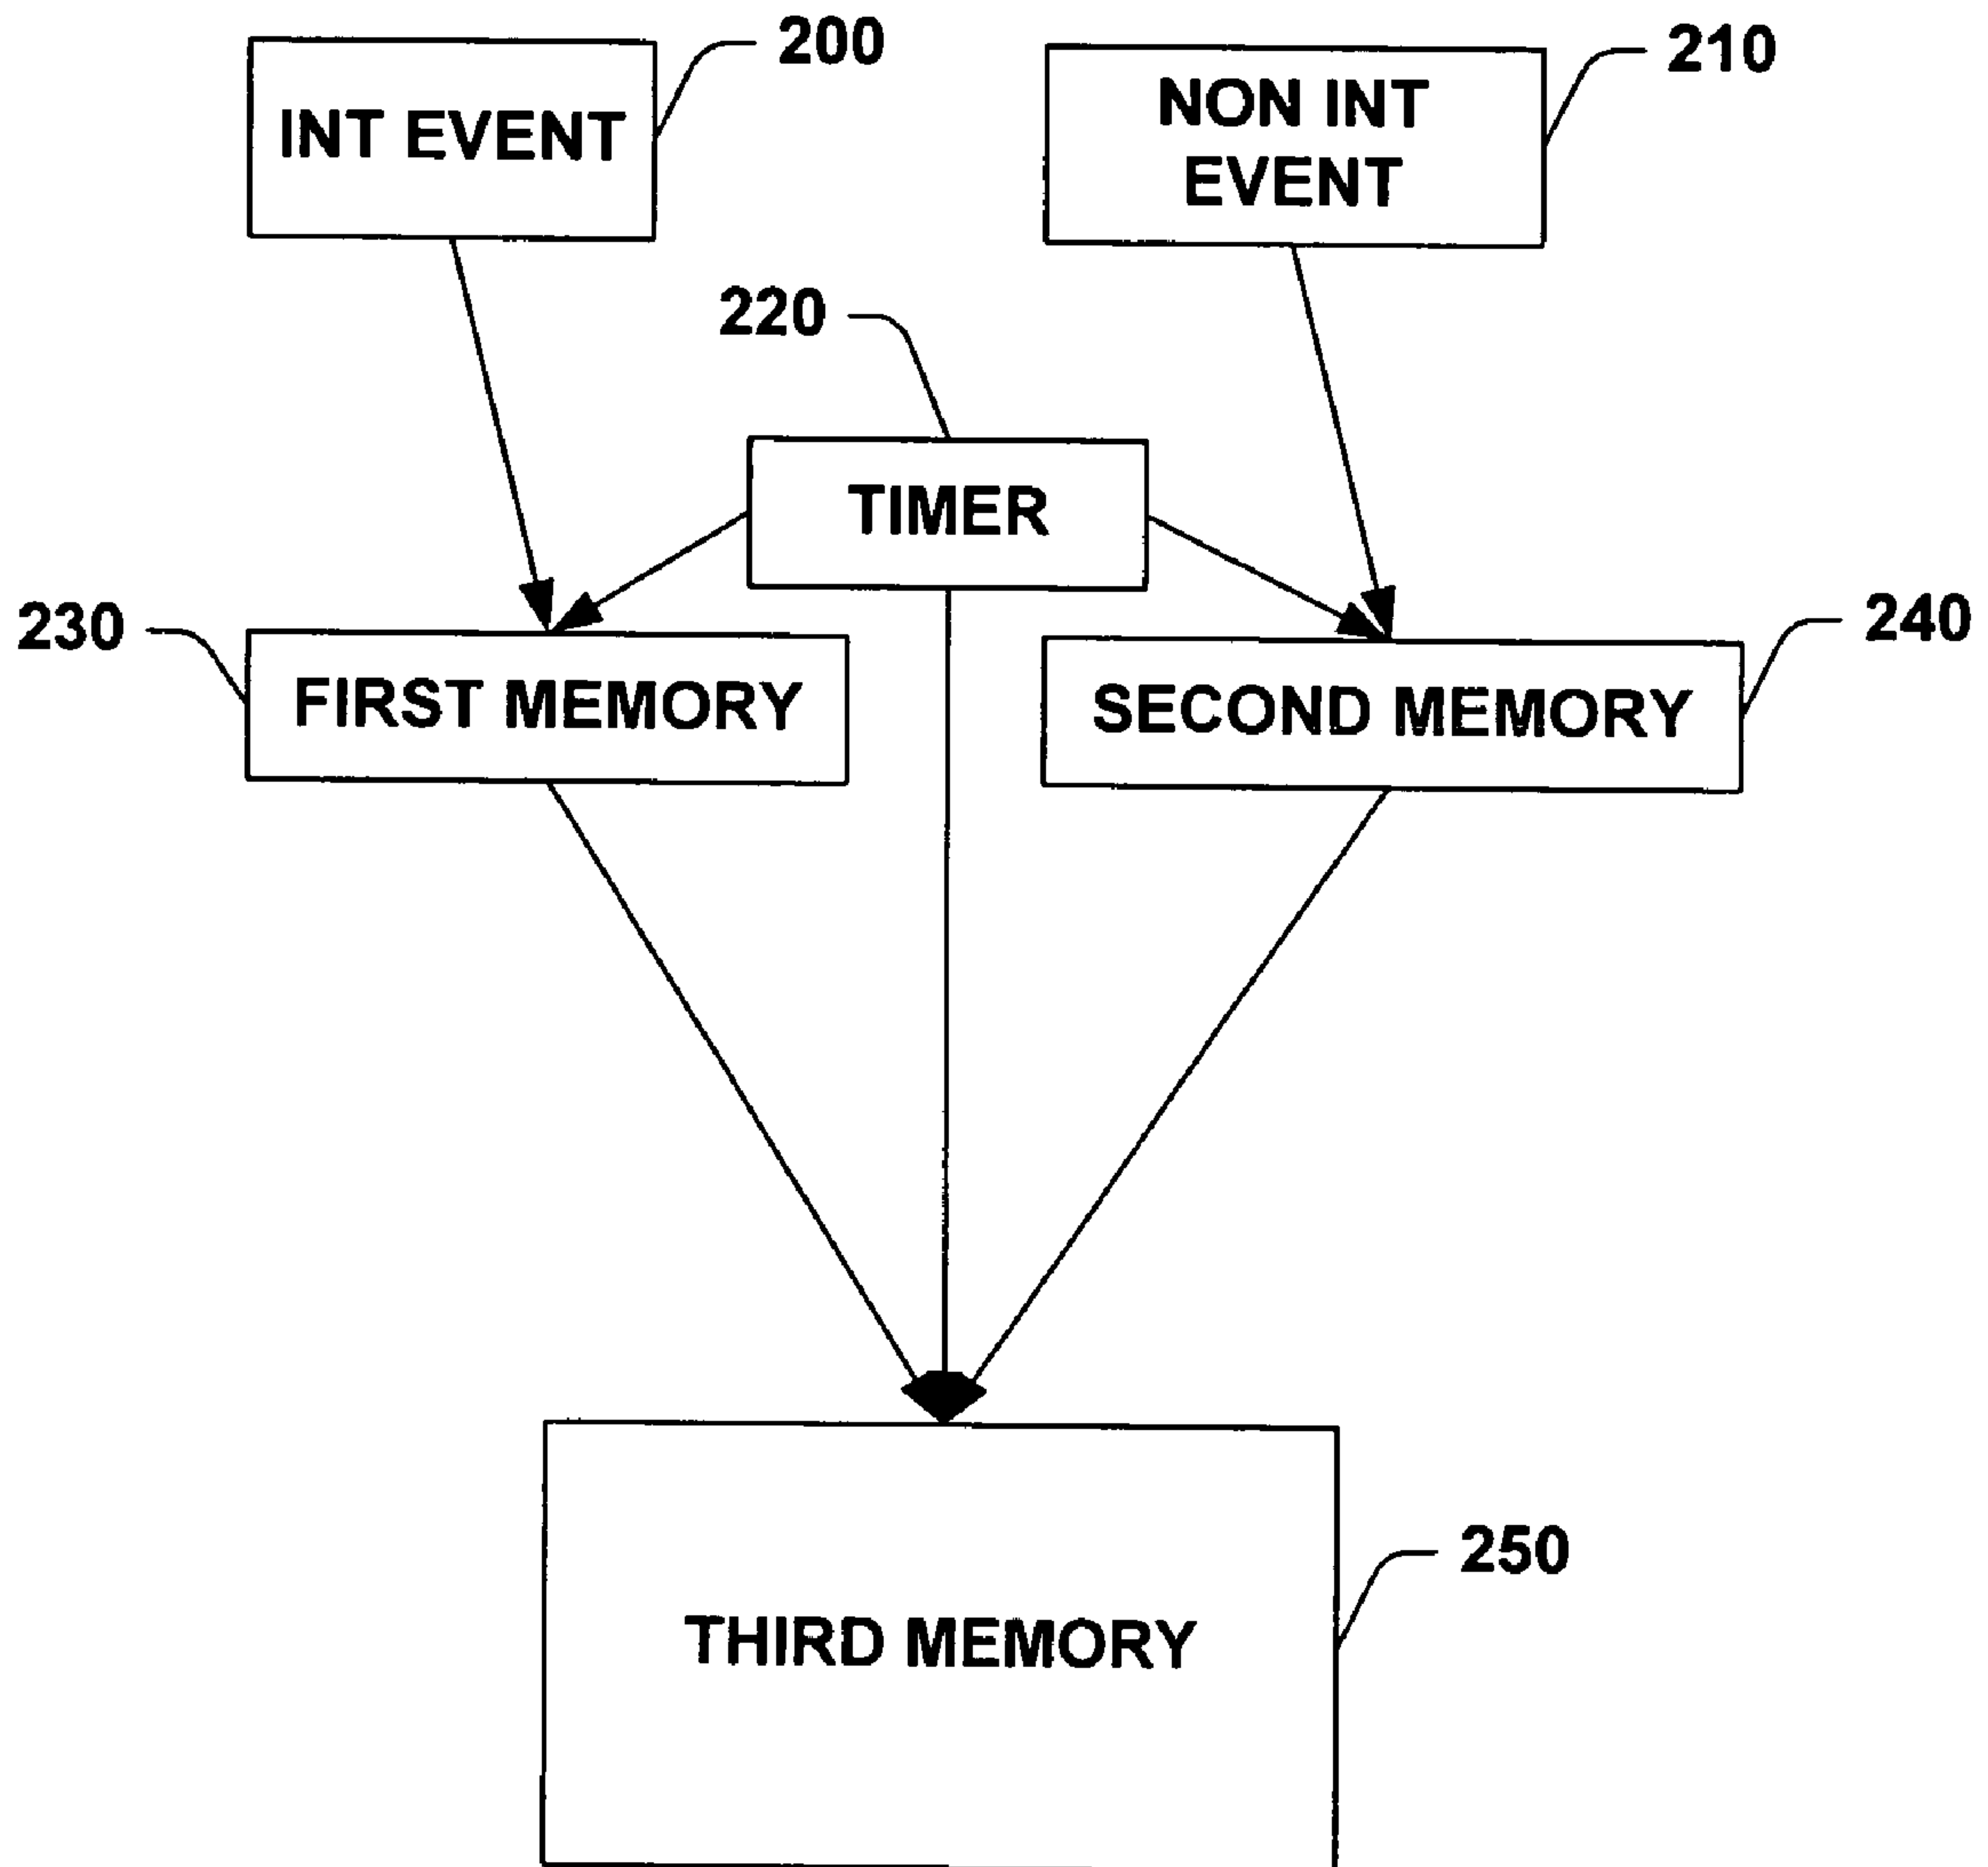 200
210
INT EVENT
NON INT
EVENT
220
TIMER
230
240
FIRST MEMORY
SECOND MEMORY
250
THIRD MEMORY